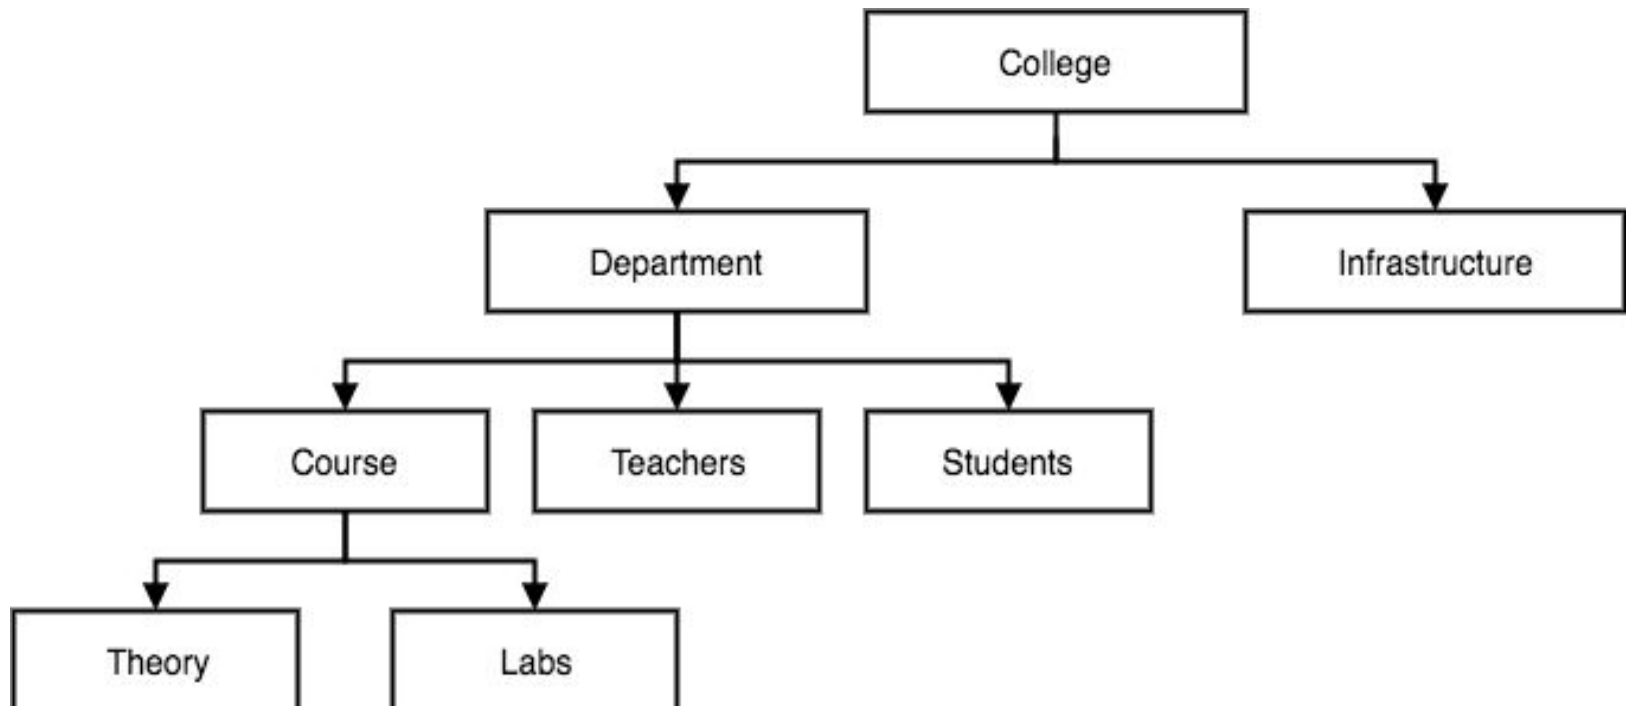 College
Department
Infrastructure
Course
Teachers
Students
Theory
Labs